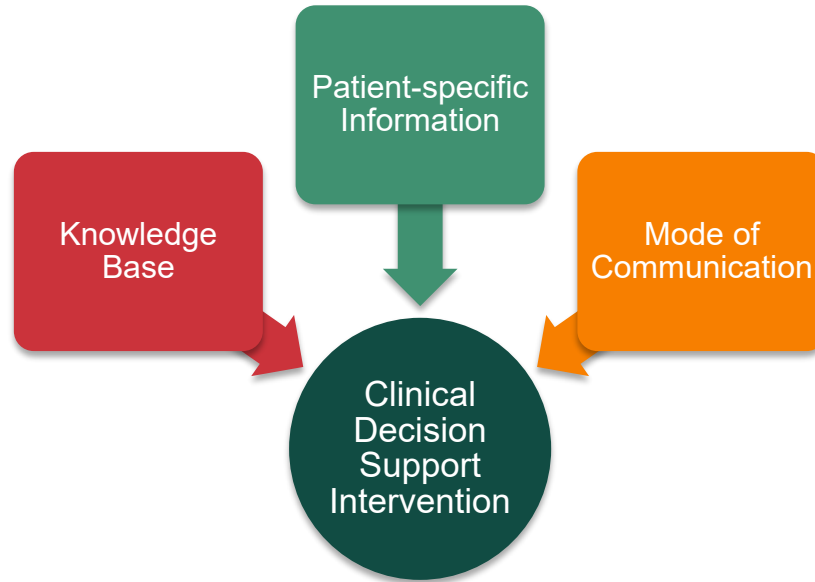 Patient-specific
Information
Knowledge
Base
Mode of
Communication
Clinical
Decision
Support
Intervention